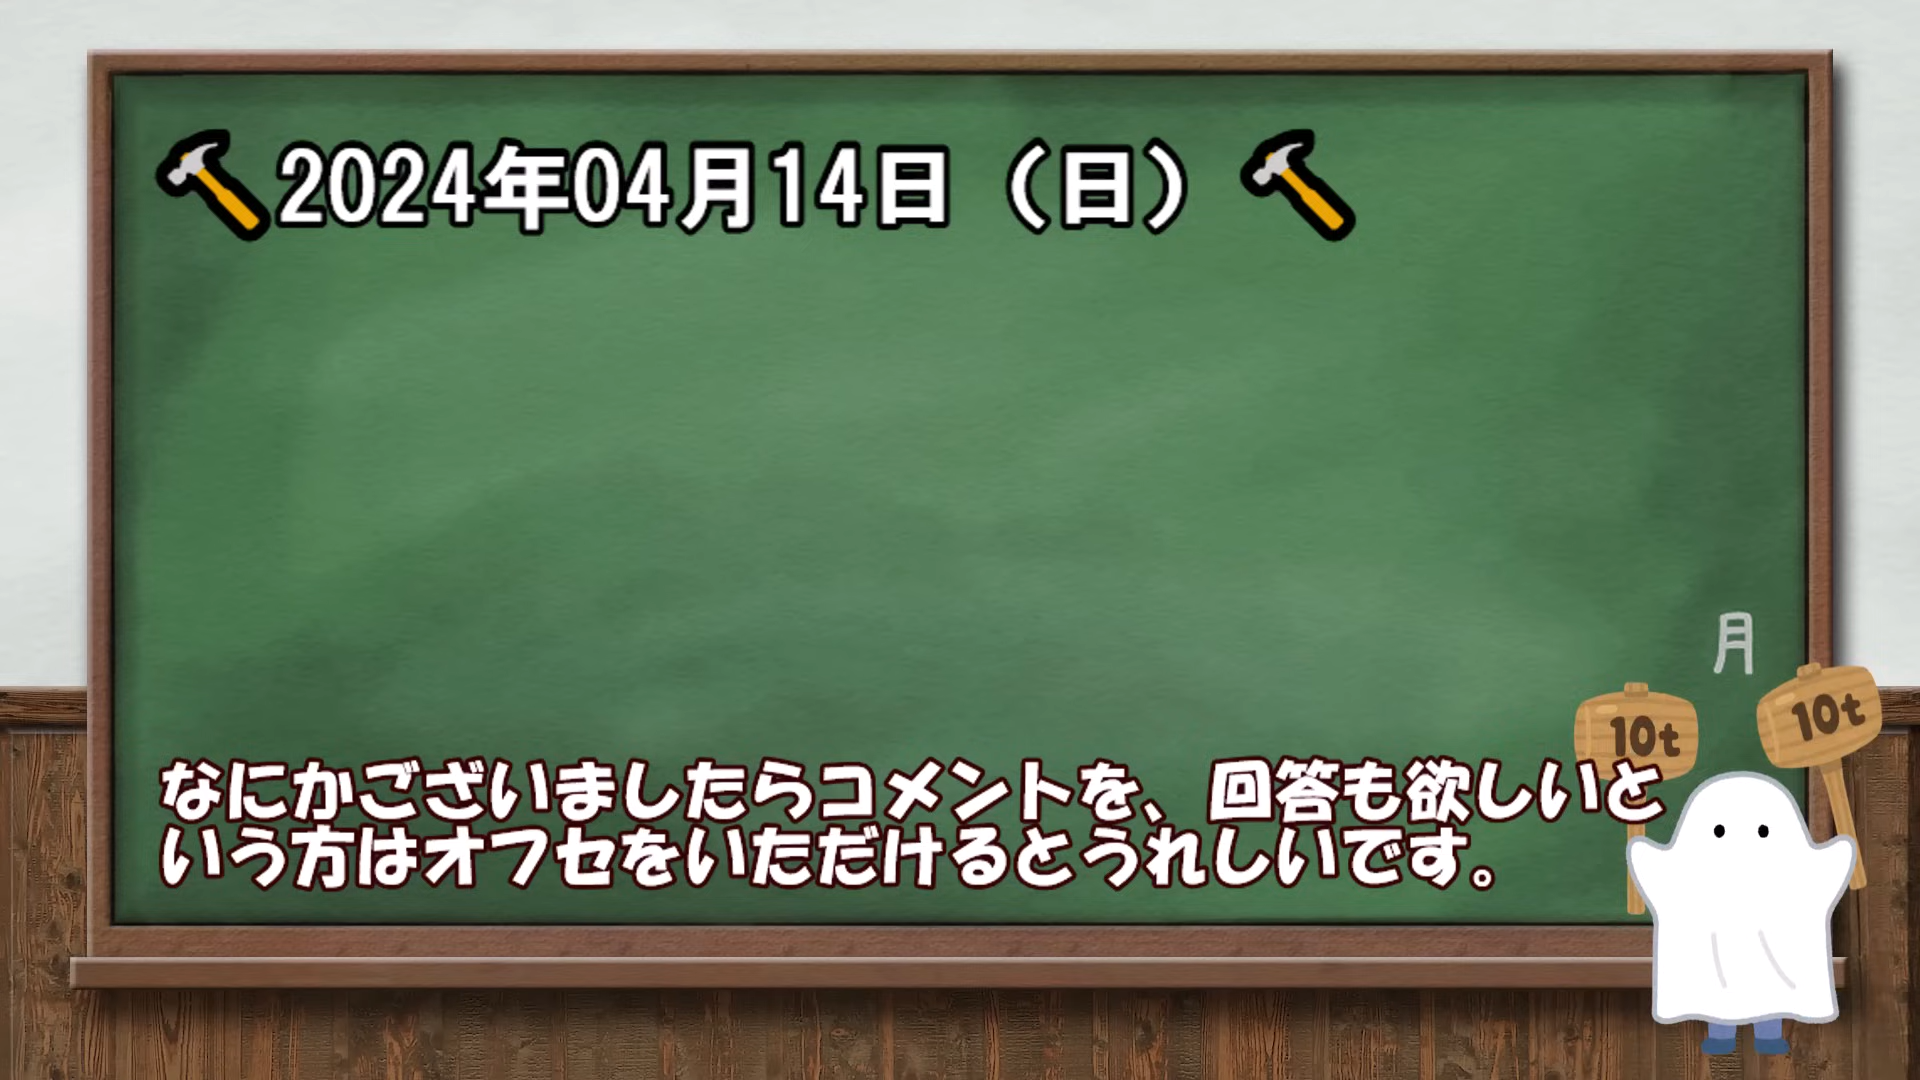 2024年04月14日（日）
月
10t
10t
なにかございましたらコメントを、回答も欲しいと
いう方はオフセをいただけるとうれしいです。